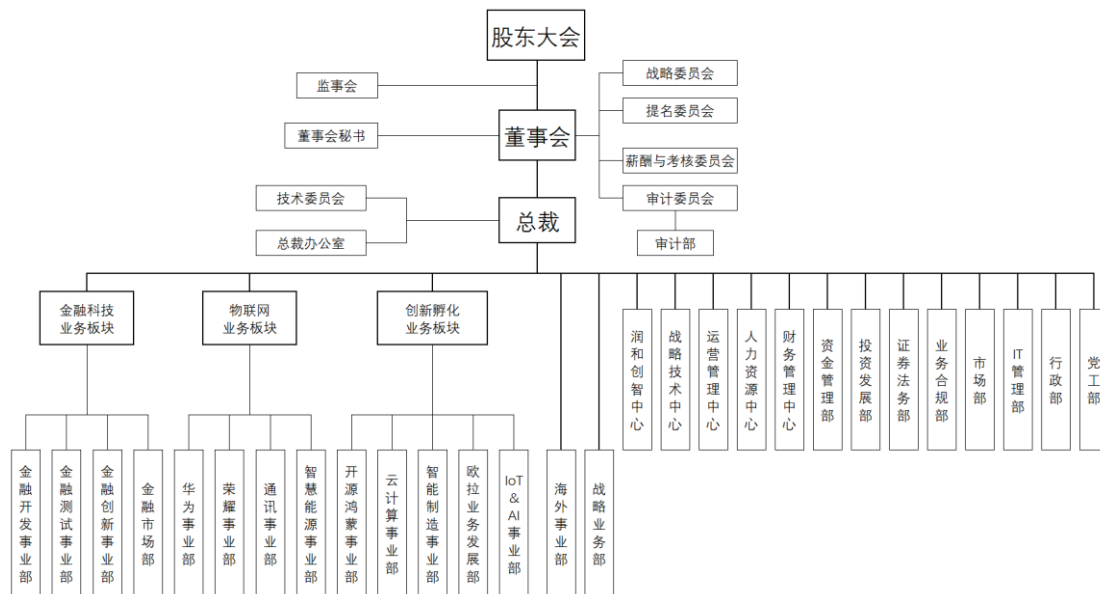 股东大会
监事会
战略委员会
提名委员会
董事会
董事会秘书
薪酬与考核委员会
技术委员会
审计委员会
总裁
总裁办公室
审计部
金融科技
业务板块
物联网
业务板块
创新孵化
业务板块
润和创智中心
战略技术中心
运营管理中心
人力资源中心
财务管理中心
资金管理部
投资发展部
证券法务部
业务合规部
市场部
IT管理部
行政部
党工部
金融开发事业部
金融测试事业部
金融创新事业部
金融市场部
华为事业部
荣耀事业部
通讯事业部
智慧能源事业部
开源鸿蒙事业部
云计算事业部
智能制造事业部
欧拉业务发展部
IoT&AI事业部
海外事业部
战略业务部